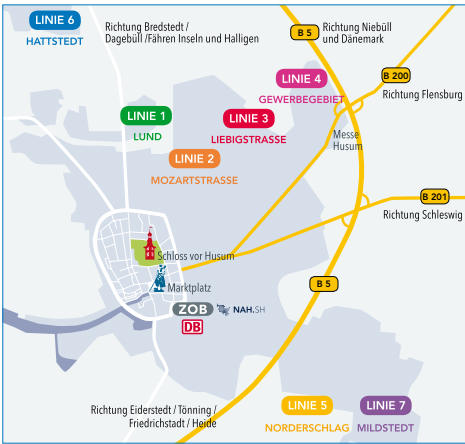 LINIE 6
HATTSTEDT
Richtung Bredstedt /
Dagebüll /Fähren Inseln und Halligen
B 5
Richtung Niebüll
und Dänemark
B 200
LINIE 4
GEWERBEGEBIET
Richtung Flensburg
LINIE 1
LUND
LINIE 3
LIEBIGSTRASSE
Messe
Husum
LINIE 2
MOZARTSTRASSE
B 201
Richtung Schleswig
Schloss vor Husum
Marktplatz
B 5
ZOB
NAH.SH
DB
Richtung Eiderstedt / Tönning /
Friedrichstadt / Heide
LINIE 5
NORDERSCHLAG
LINIE 7
MILDSTEDT